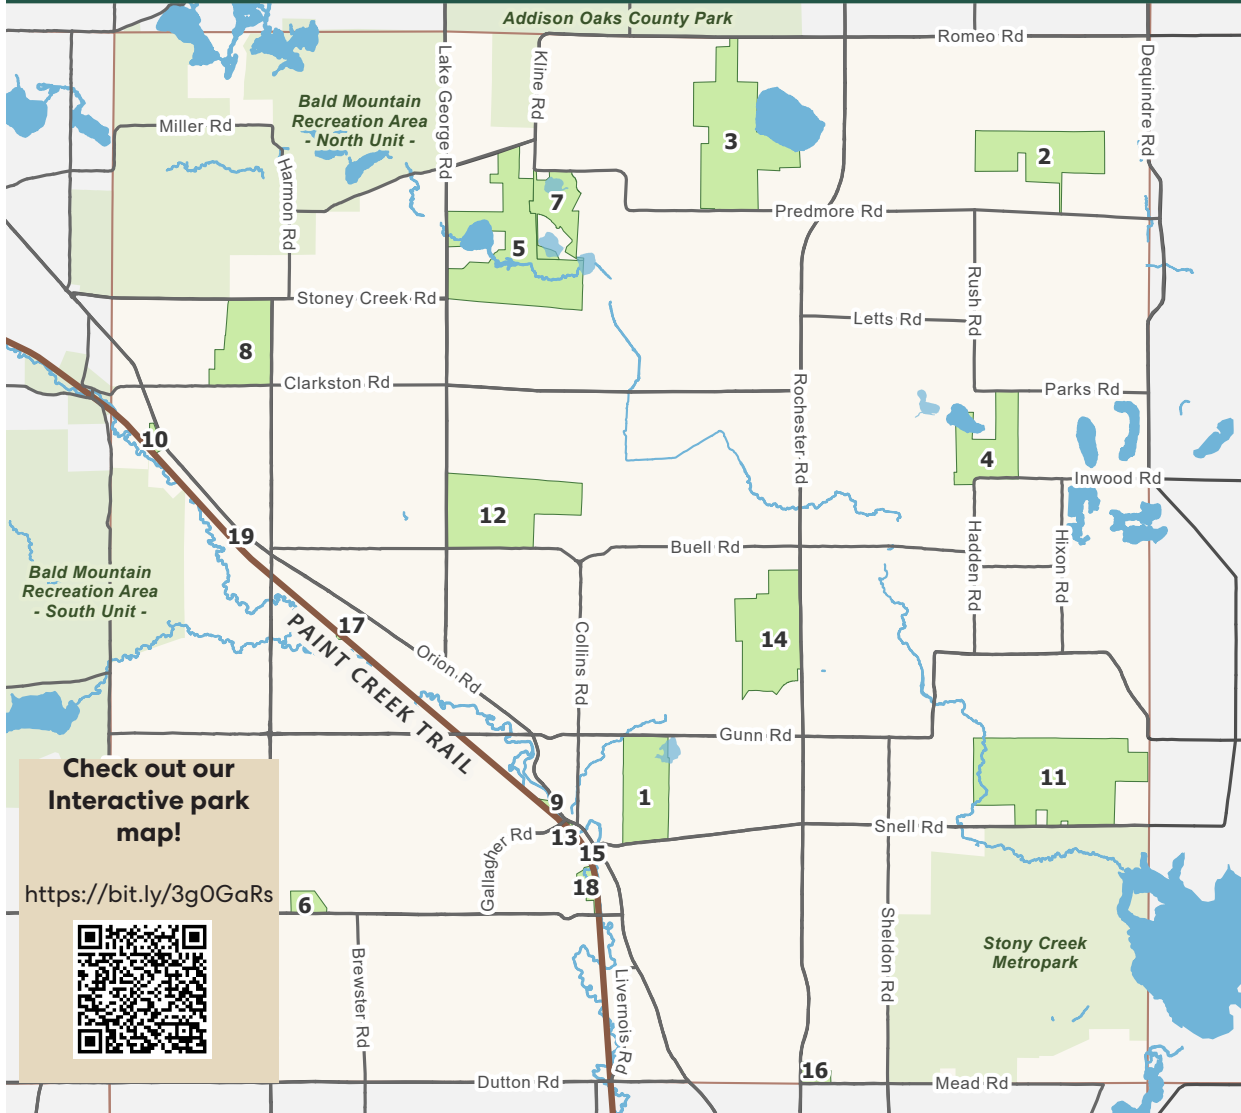 Addison Oaks County Park
Romeo Rd
Lake George Rd
Kline Rd
Dequindre Rd
Bald Mountain
Recreation Area
- North Unit -
Miller Rd
Harmon Rd
3
2
7
5
Predmore Rd
Stoney Creek Rd
Rush Rd
Letts Rd
8
Clarkston Rd
Rochester Rd
Parks Rd
10
4
Inwood Rd
12
19
Buell Rd
Hadden Rd
Hixon Rd
Bald Mountain
Recreation Area
- South Unit -
17
PAINT CREEK TRAIL
Orion Rd
Collins Rd
14
Gunn Rd
Check out our
Interactive park
map!
https://bit.ly/3g0GaRs
9
1
11
13
Gallagher Rd
15
Snell Rd
18
6
Brewster Rd
Livernois Rd
Sheldon Rd
Stony Creek
Metropark
16
Dutton Rd
Mead Rd